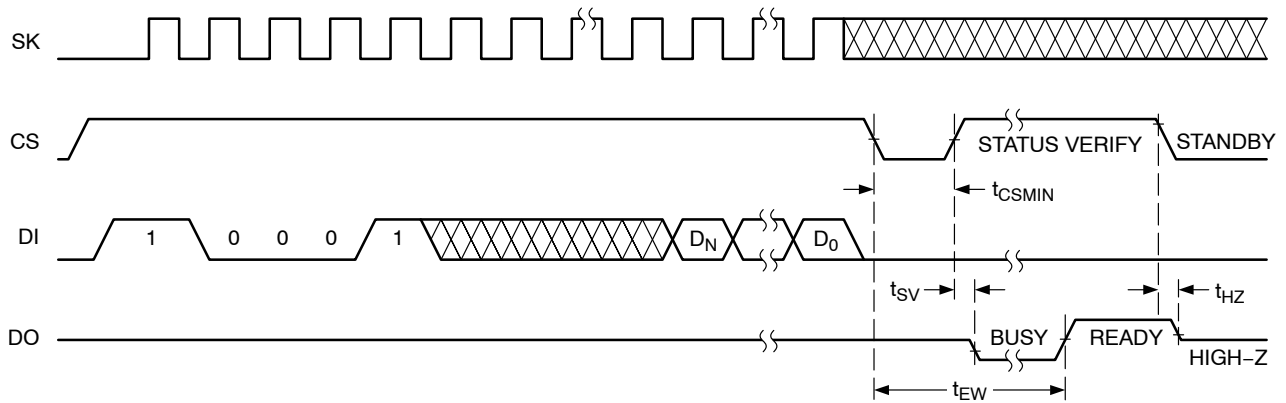 SK
CS
STATUS VERIFY
STANDBY
tCSMIN
DI
1
0
0
0
1
DN
D0
tSV
tHZ
DO
BUSY
READY
HIGH−Z
tEW